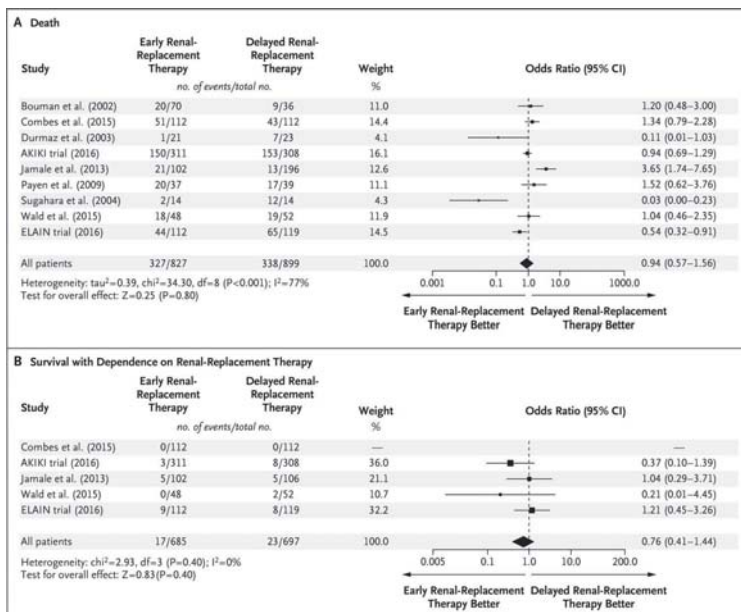 A Death
Early Renal- Delayed Renal-
Replacement Replacement
Study Therapy Therapy Weight Odds Ratio (95% CI)
no. of events/total no. %
Bouman et al. (2002) 20/70 9/36 11.0 1.20 (0.48–3.00)
Combes et al. (2015) 51/112 43/112 14.4 1.34 (0.79–2.28)
Durmaz et al. (2003) 1/21 7/23 4.1 0.11 (0.01–1.03)
AKIKI trial (2016) 150/311 153/308 16.1 0.94 (0.69–1.29)
Jamale et al. (2013) 21/102 13/196 12.6 3.65 (1.74–7.65)
Payen et al. (2009) 20/37 17/39 11.1 1.52 (0.62–3.76)
Sugahara et al. (2004) 2/14 12/14 4.3 0.03 (0.00–0.23)
Wald et al. (2015) 18/48 19/52 11.9 1.04 (0.46–2.35)
ELAIN trial (2016) 44/112 65/119 14.5 0.54 (0.32–0.91)
All patients 327/827 338/899 100.0 0.94 (0.57–1.56)
Heterogeneity: tau²=0.39, chi²=34.30, df=8 (P<0.001); I²=77%
Test for overall effect: Z=0.25 (P=0.80)
0.001 0.1 1.0 10.0 1000.0
Early Renal-Replacement Delayed Renal-Replacement
Therapy Better Therapy Better
B Survival with Dependence on Renal-Replacement Therapy
Early Renal- Delayed Renal-
Replacement Replacement
Study Therapy Therapy Weight Odds Ratio (95% CI)
no. of events/total no. %
Combes et al. (2015) 0/112 0/112 — —
AKIKI trial (2016) 3/311 8/308 36.0 0.37 (0.10–1.39)
Jamale et al. (2013) 5/102 5/106 21.1 1.04 (0.29–3.71)
Wald et al. (2015) 0/48 2/52 10.7 0.21 (0.01–4.45)
ELAIN trial (2016) 9/112 8/119 32.2 1.21 (0.45–3.26)
All patients 17/685 23/697 100.0 0.76 (0.41–1.44)
Heterogeneity: chi²=2.93, df=3 (P=0.40); I²=0%
Test for overall effect: Z=0.83(P=0.40)
0.005 0.1 1.0 10.0 200.0
Early Renal-Replacement Delayed Renal-Replacement
Therapy Better Therapy Better